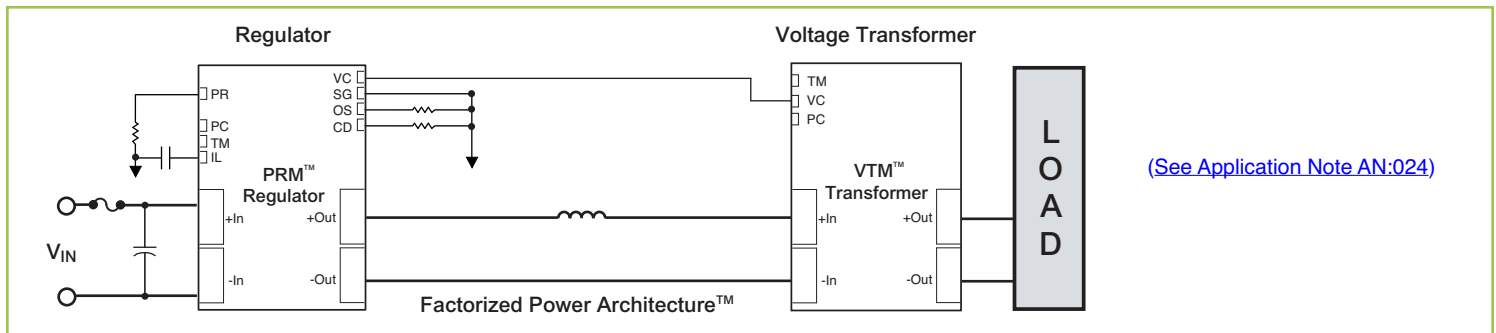 Regulator
Voltage Transformer
PR
PC
TM
IL
VC
SG
OS
CD
PRM™
Regulator
+In
-In
+Out
-Out
VIN
Factorized Power Architecture™
TM
VC
PC
VTM™
Transformer
+In
-In
+Out
-Out
L
O
A
D
(See Application Note AN:024)